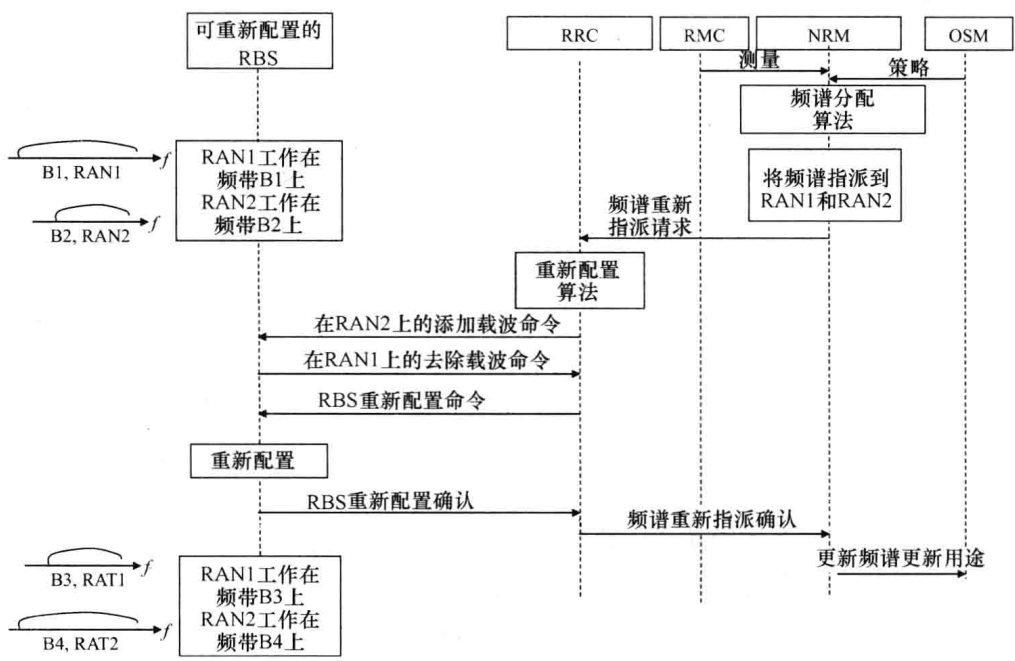 可重新配置的
RBS
RRC
RMC
NRM
OSM
测量
策略
频谱分配
算法
B1, RAN1
f
B2, RAN2
f
RAN1工作在
频带B1上
RAN2工作在
频带B2上
将频谱指派到
RAN1和RAN2
频谱重新
指派请求
重新配置
算法
在RAN2上的添加载波命令
在RAN1上的去除载波命令
RBS重新配置命令
重新配置
RBS重新配置确认
频谱重新指派确认
更新频谱更新用途
B3, RAT1
f
B4, RAT2
f
RAN1工作在
频带B3上
RAN2工作在
频带B4上